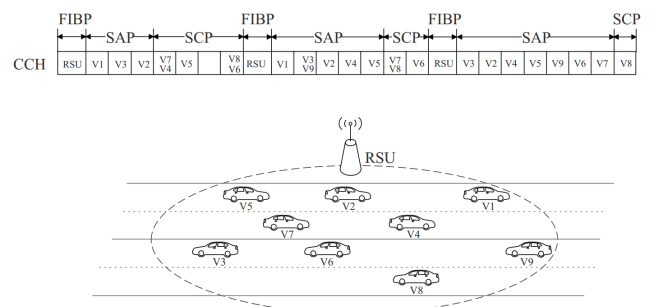 FIBP SAP SCP FIBP SAP SCP FIBP SAP SCP
CCH RSU V1 V3 V2 V7 V4 V5 V8 V6 RSU V1 V3 V9 V2 V4 V5 V7 V8 V6 RSU V3 V2 V4 V5 V9 V6 V7 V8
RSU
V5 V2 V1
V7 V4
V3 V6 V9
V8